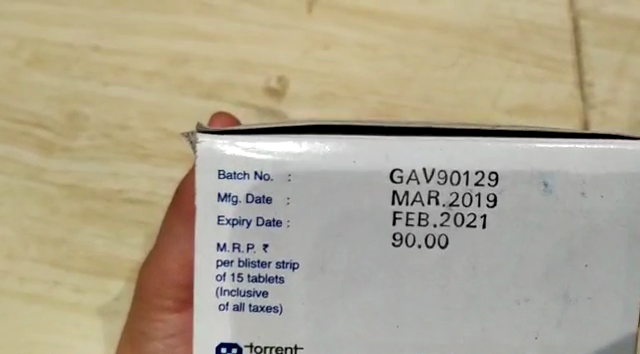 Batch No. : GAV90129
Mfg. Date : MAR.2019
Expiry Date : FEB.2021
M.R.P. ₹ 90.00
per blister strip
of 15 tablets
(Inclusive
of all taxes)
torrent